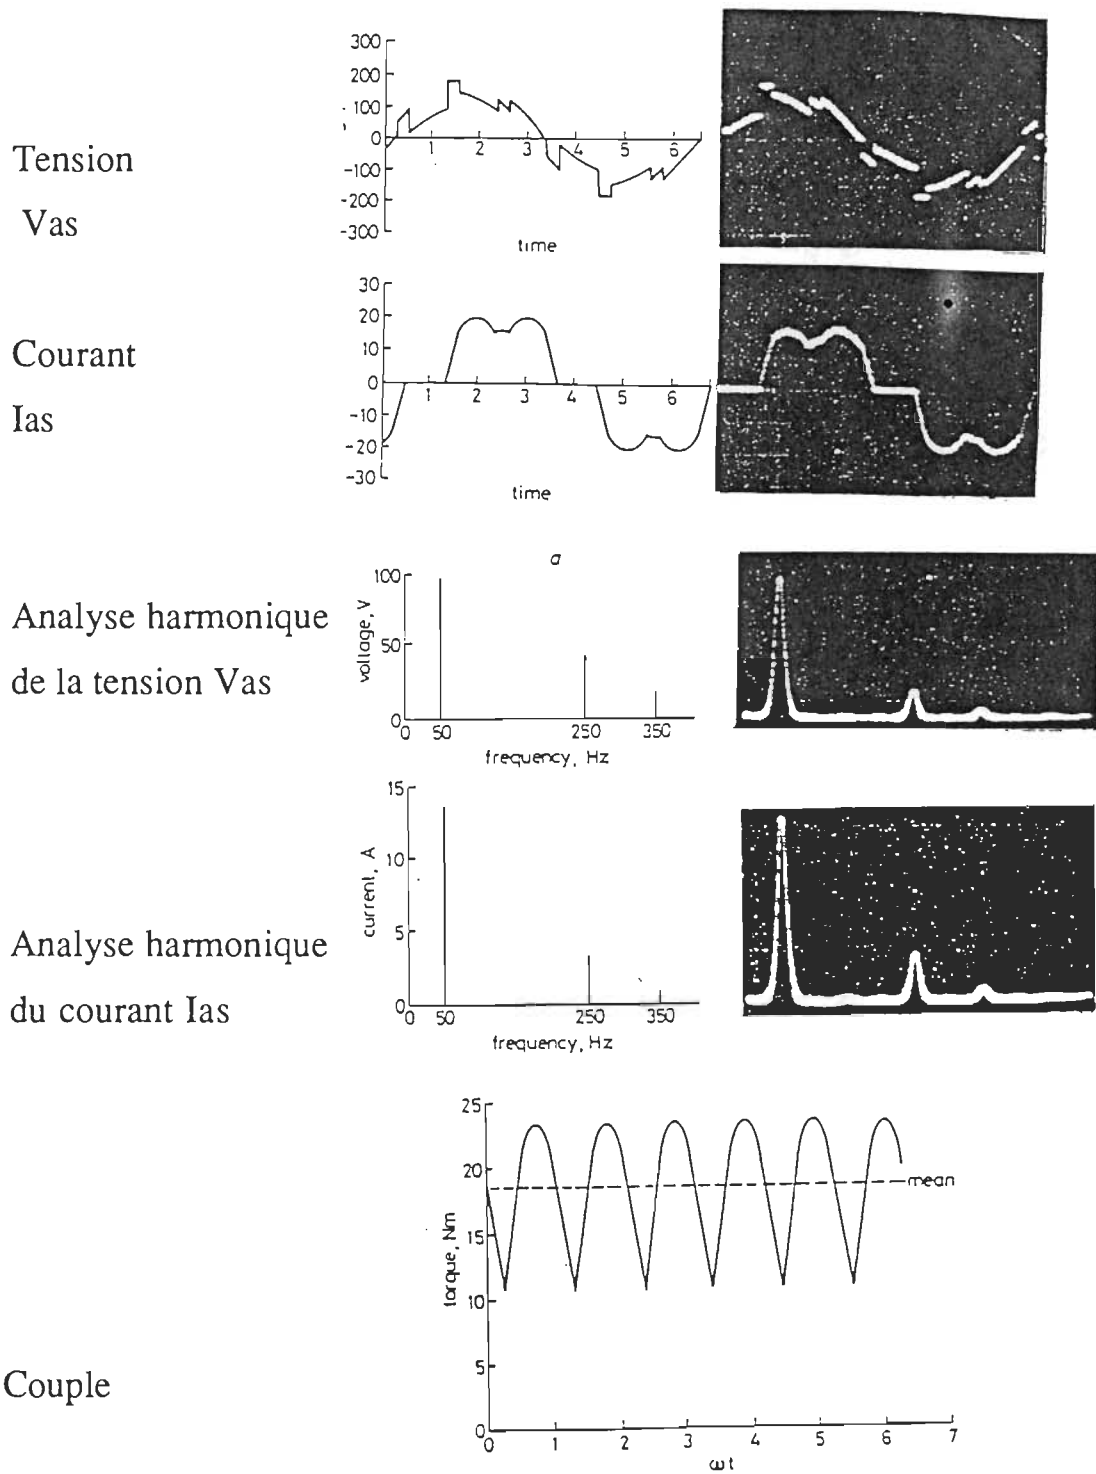 300
200
100
0
-100
-200
-300
1 2 3 4 5 6
time
Tension
Vas
30
20
10
0
-10
-20
-30
1 2 3 4 5 6
time
Courant
Ias
a
100
50
0
voltage, V
0 50 250 350
frequency, Hz
Analyse harmonique
de la tension Vas
15
10
5
0
current, A
0 50 250 350
frequency, Hz
Analyse harmonique
du courant Ias
25
20
15
10
5
0
torque, Nm
mean
0 1 2 3 4 5 6 7
ωt
Couple